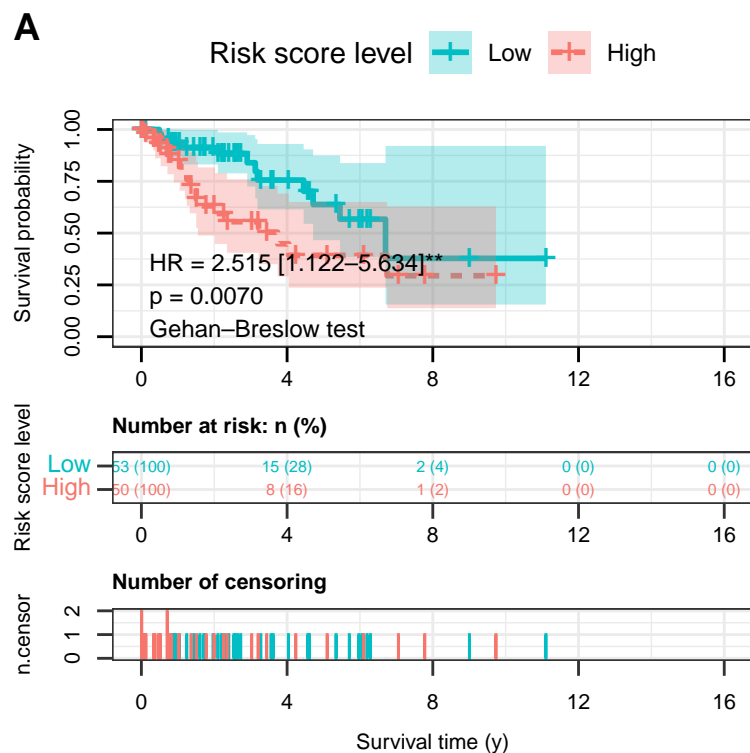 A
Risk score level Low High
Survival probability
1.00
0.75
0.50
0.25
0.00
HR = 2.515 [1.122–5.634]**
p = 0.0070
Gehan–Breslow test
0 4 8 12 16
Number at risk: n (%)
Risk score level
Low 53 (100) 15 (28) 2 (4) 0 (0) 0 (0)
High 50 (100) 8 (16) 1 (2) 0 (0) 0 (0)
0 4 8 12 16
Number of censoring
n.censor
2
1
0
0 4 8 12 16
Survival time (y)